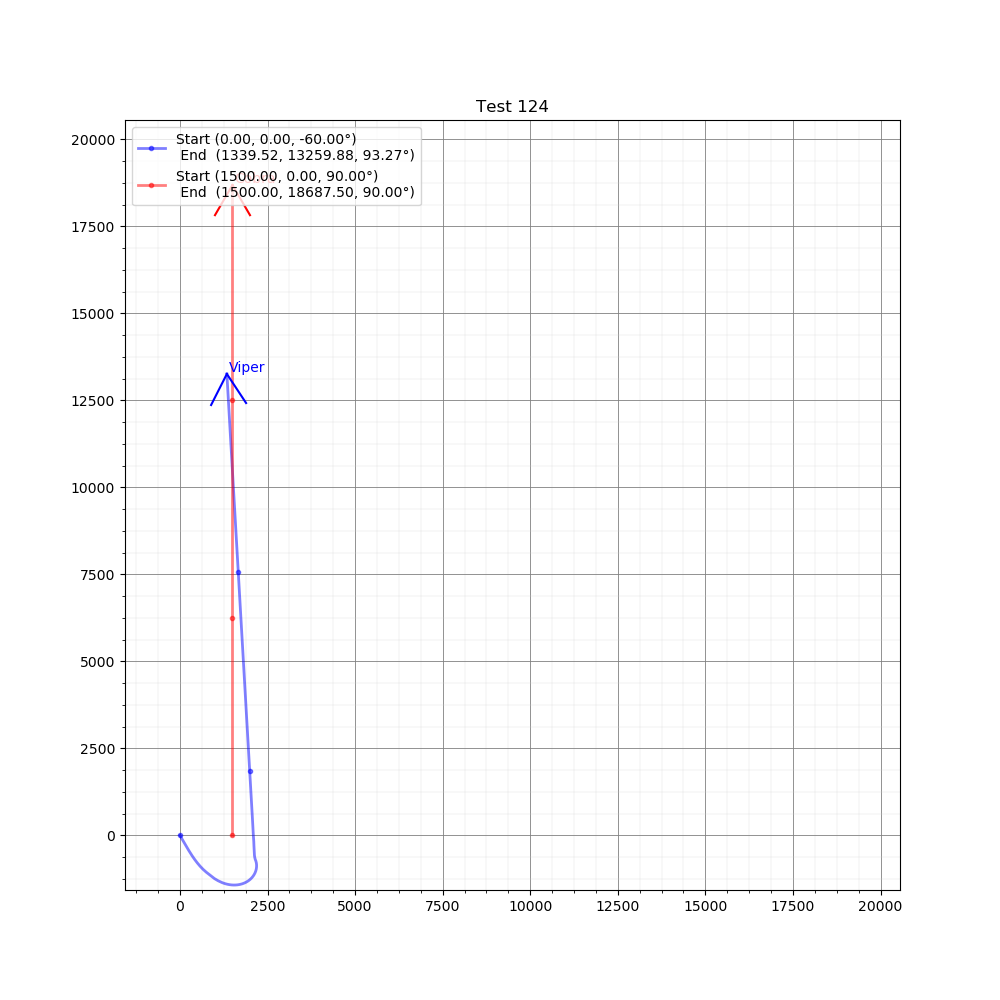 Test 124
Start (0.00, 0.00, -60.00°)
End (1339.52, 13259.88, 93.27°)
Start (1500.00, 0.00, 90.00°)
End (1500.00, 18687.50, 90.00°)
Viper
20000
17500
15000
12500
10000
7500
5000
2500
0
0 2500 5000 7500 10000 12500 15000 17500 20000